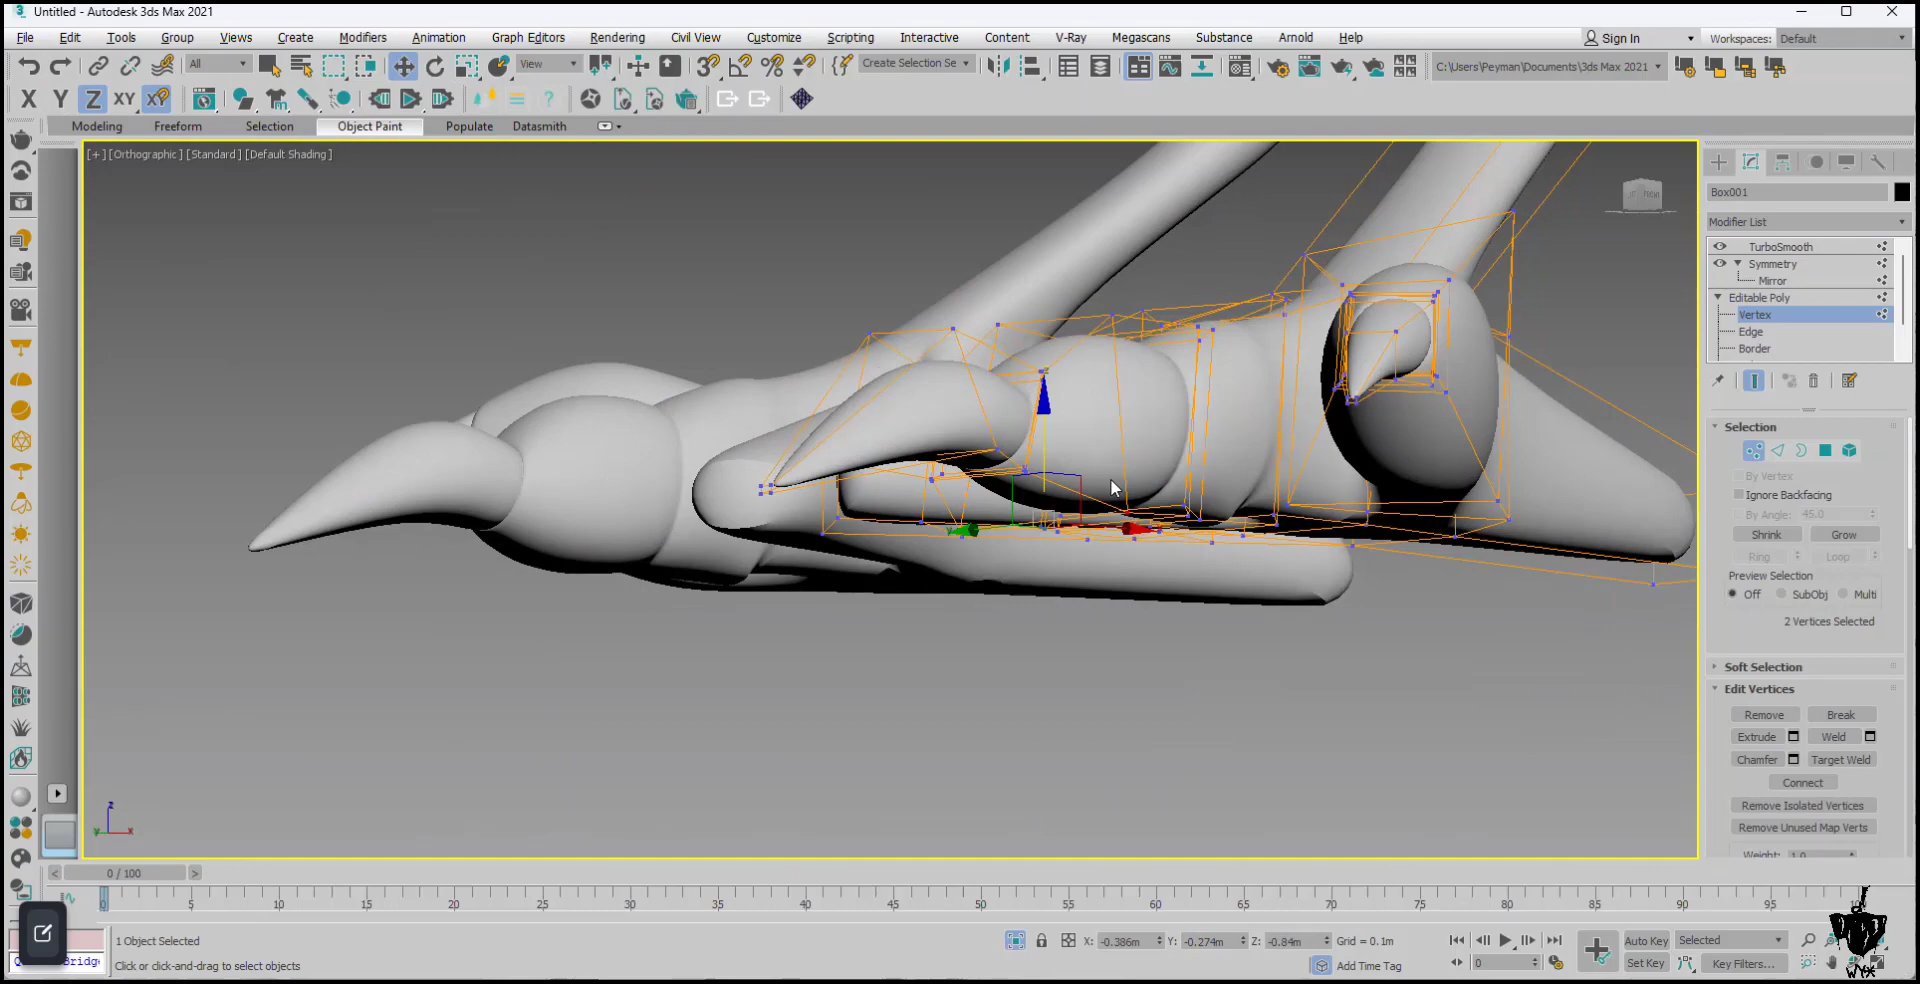 Untitled - Autodesk 3ds Max 2021
File Edit Tools Group Views Create Modifiers Animation Graph Editors Rendering Civil View Customize Scripting Interactive Content V-Ray Megascans Substance Arnold Help Sign In Workspaces: Default
All View Create Selection Se C:\Users\Peyman\Documents\3ds Max 2021
X Y Z XY XY
Modeling Freeform Selection Object Paint Populate Datasmith
[+] [Orthographic] [Standard] [Default Shading]
Box001
Modifier List
TurboSmooth
Symmetry
Mirror
Editable Poly
Vertex
Edge
Border
Selection
By Vertex
Ignore Backfacing
By Angle: 45.0
Shrink Grow
Ring Loop
Preview Selection
Off SubObj Multi
2 Vertices Selected
Soft Selection
Edit Vertices
Remove Break
Extrude Weld
Chamfer Target Weld
Connect
Remove Isolated Vertices
Remove Unused Map Verts
Weight: 1.0
z
y x
0 / 100
0 5 10 15 20 25 30 35 40 45 50 55 60 65 70 75 80 85 90 95
1 Object Selected X: -0.386m Y: -0.274m Z: -0.84m Grid = 0.1m Auto Key Selected
Click or click-and-drag to select objects Add Time Tag 0 Set Key Key Filters...